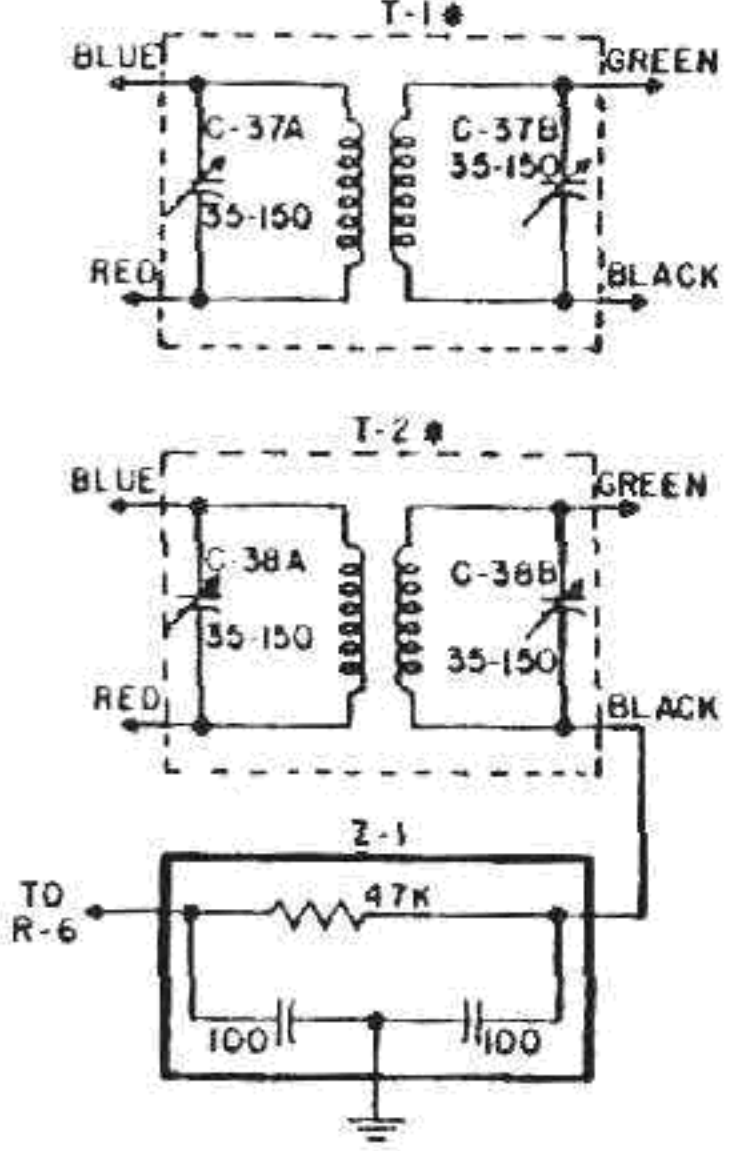 T-1*
BLUE
GREEN
C-37A
C-37B
35-150
35-150
RED
BLACK
T-2*
BLUE
GREEN
C-38A
C-38B
35-150
35-150
RED
BLACK
Z-1
TO
R-6
47K
100
100